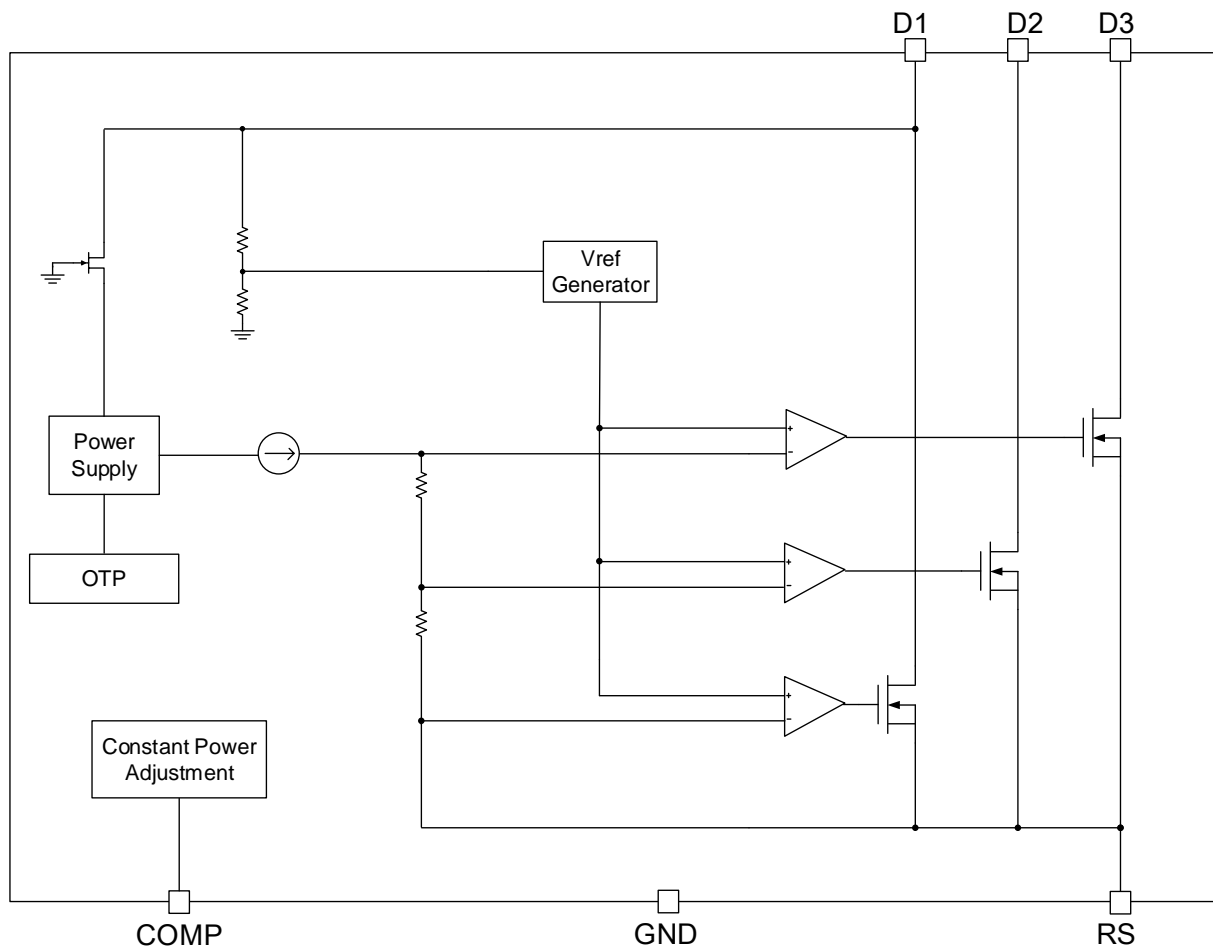 D1 D2 D3
Vref
Generator
+
-
Power
Supply
+
-
OTP
+
-
Constant Power
Adjustment
COMP GND RS